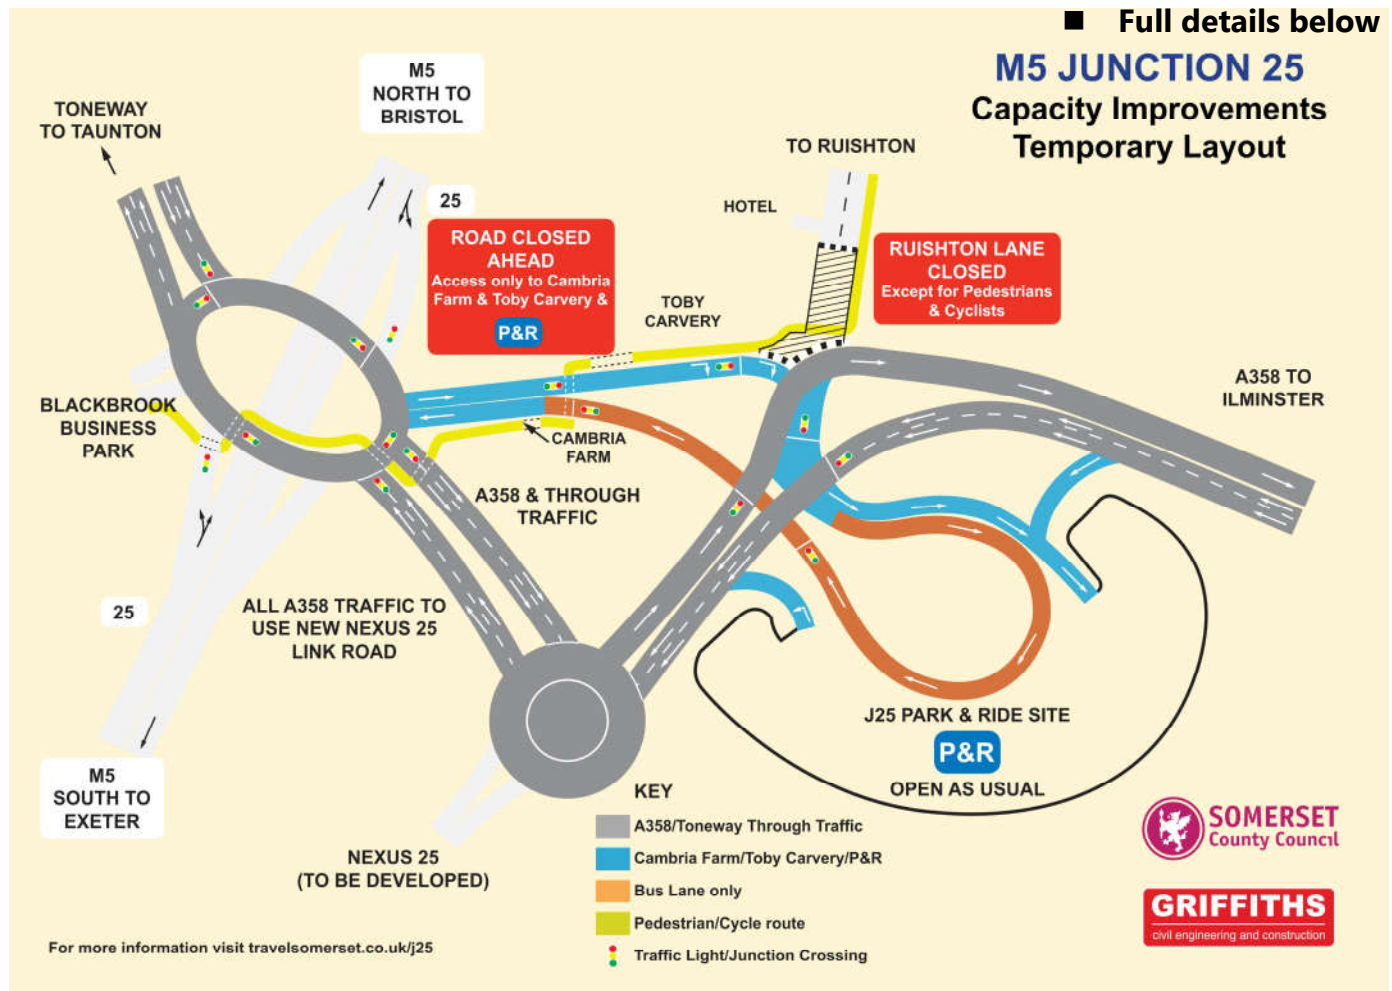 ■ Full details below
M5 JUNCTION 25
Capacity Improvements
Temporary Layout
M5
NORTH TO
BRISTOL
TONEWAY
TO TAUNTON
TO RUISHTON
HOTEL
25
ROAD CLOSED
AHEAD
Access only to Cambria
Farm & Toby Carvery &
P&R
RUISHTON LANE
CLOSED
Except for Pedestrians
& Cyclists
TOBY
CARVERY
A358 TO
ILMINSTER
BLACKBROOK
BUSINESS
PARK
CAMBRIA
FARM
A358 & THROUGH
TRAFFIC
25
ALL A358 TRAFFIC TO
USE NEW NEXUS 25
LINK ROAD
J25 PARK & RIDE SITE
P&R
OPEN AS USUAL
M5
SOUTH TO
EXETER
NEXUS 25
(TO BE DEVELOPED)
KEY
A358/Toneway Through Traffic
Cambria Farm/Toby Carvery/P&R
Bus Lane only
Pedestrian/Cycle route
Traffic Light/Junction Crossing
SOMERSET
County Council
GRIFFITHS
civil engineering and construction
For more information visit travelsomerset.co.uk/j25